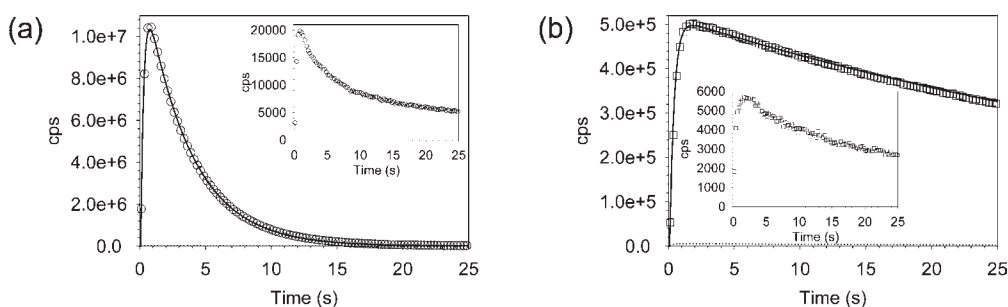 (a)
cps
1.0e+7
8.0e+6
6.0e+6
4.0e+6
2.0e+6
0.0
0 5 10 15 20 25
Time (s)
cps
20000
15000
10000
5000
0
0 5 10 15 20 25
Time (s)
(b)
cps
5.0e+5
4.0e+5
3.0e+5
2.0e+5
1.0e+5
0.0
0 5 10 15 20 25
Time (s)
cps
6000
5000
4000
3000
2000
1000
0
0 5 10 15 20 25
Time (s)